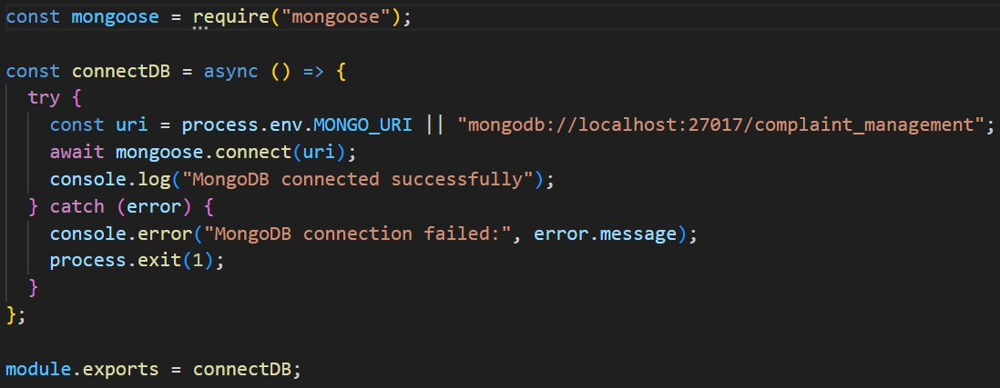 const mongoose = require("mongoose");
const connectDB = async () => {
try {
const uri = process.env.MONGO_URI || "mongodb://localhost:27017/complaint_management";
await mongoose.connect(uri);
console.log("MongoDB connected successfully");
} catch (error) {
console.error("MongoDB connection failed:", error.message);
process.exit(1);
}
};
module.exports = connectDB;